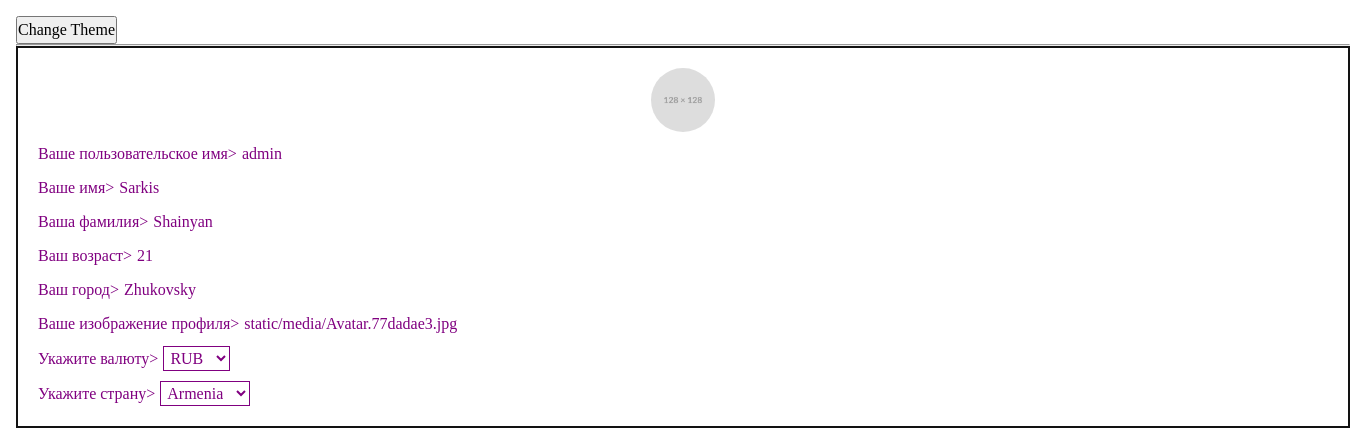 Change Theme
128 × 128
Ваше пользовательское имя> admin
Ваше имя> Sarkis
Ваша фамилия> Shainyan
Ваш возраст> 21
Ваш город> Zhukovsky
Ваше изображение профиля> static/media/Avatar.77dadae3.jpg
Укажите валюту> RUB
Укажите страну> Armenia